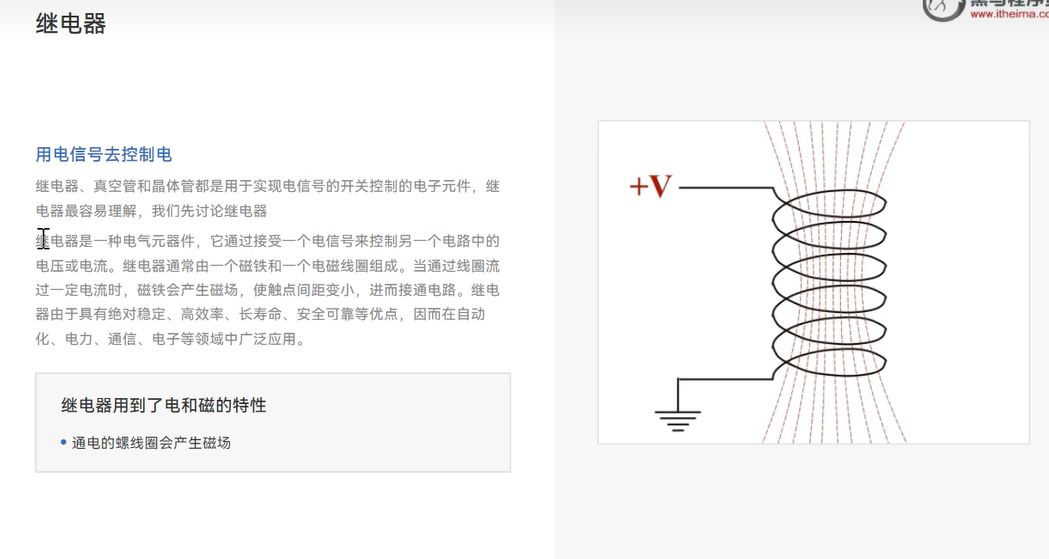 继电器
www.itheima.co
用电信号去控制电
继电器、真空管和晶体管都是用于实现电信号的开关控制的电子元件，继
电器最容易理解，我们先讨论继电器
继电器是一种电气元器件，它通过接受一个电信号来控制另一个电路中的
电压或电流。继电器通常由一个磁铁和一个电磁线圈组成。当通过线圈流
过一定电流时，磁铁会产生磁场，使触点间距变小，进而接通电路。继电
器由于具有绝对稳定、高效率、长寿命、安全可靠等优点，因而在自动
化、电力、通信、电子等领域中广泛应用。
继电器用到了电和磁的特性
• 通电的螺线圈会产生磁场
+V